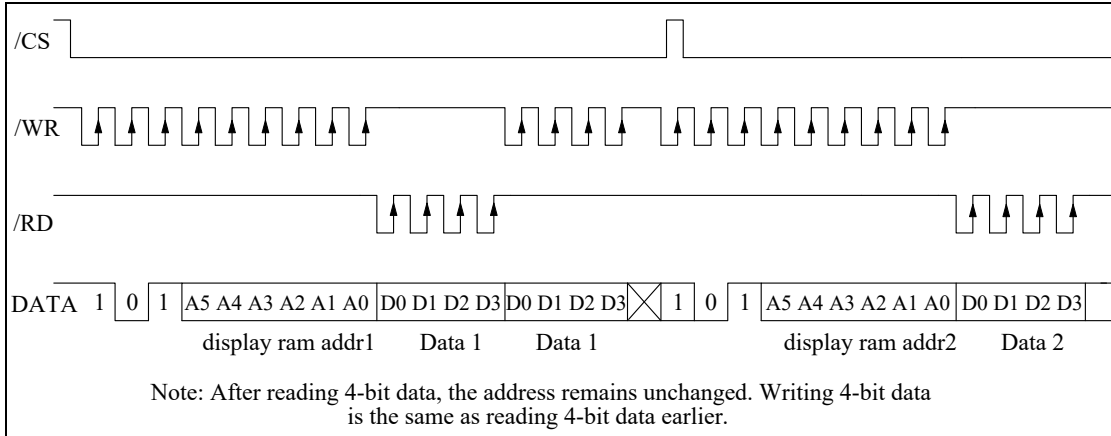 /CS
/WR
/RD
DATA 1 0 1 A5 A4 A3 A2 A1 A0 D0 D1 D2 D3 D0 D1 D2 D3 1 0 1 A5 A4 A3 A2 A1 A0 D0 D1 D2 D3
display ram addr1 Data 1 Data 1 display ram addr2 Data 2
Note: After reading 4-bit data, the address remains unchanged. Writing 4-bit data
is the same as reading 4-bit data earlier.